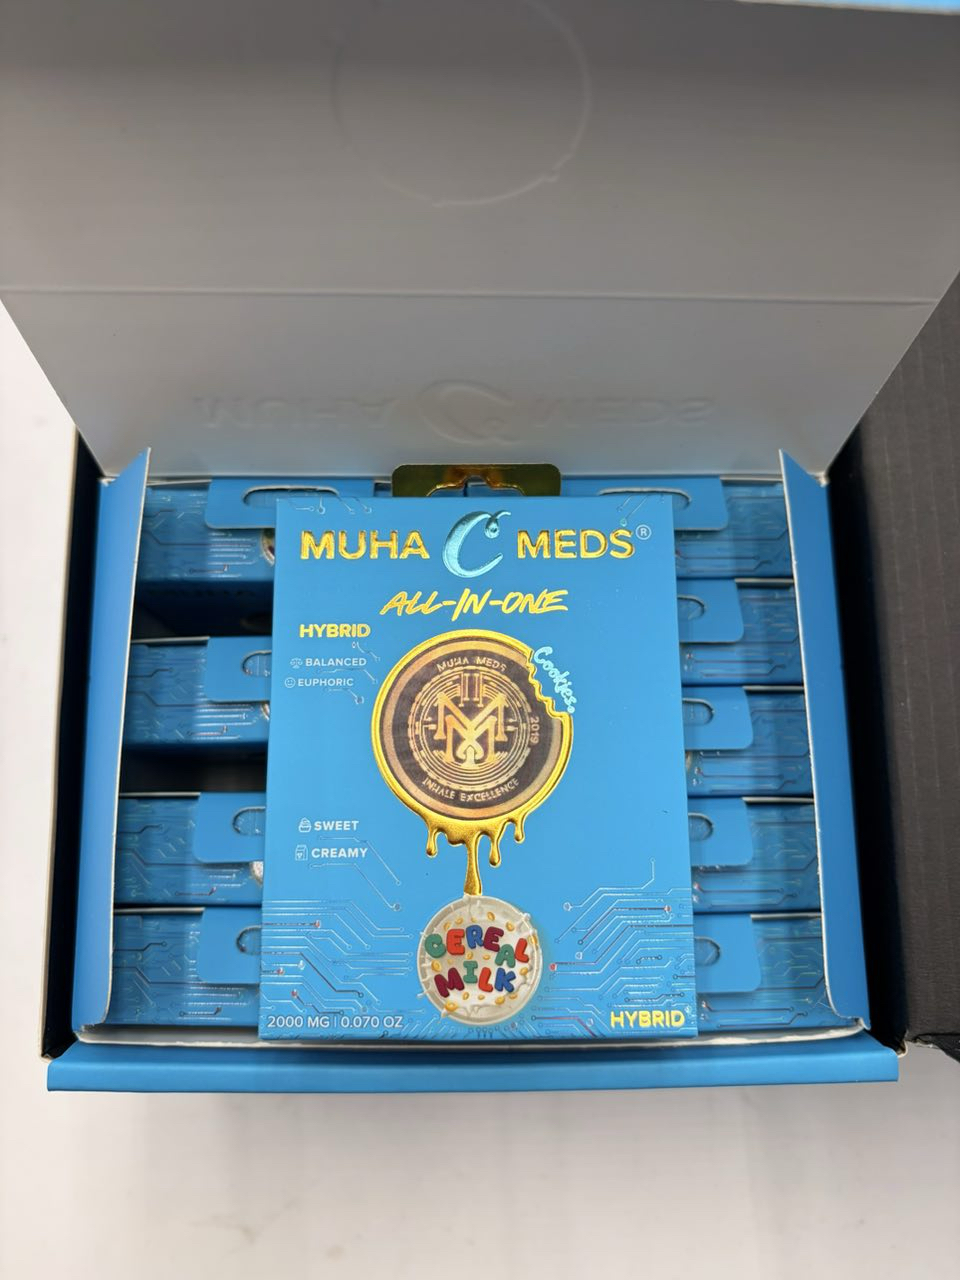 MUHA MEDS
MUHA C MEDS®
ALL-IN-ONE
HYBRID
BALANCED
EUPHORIC
Cookies
MUHA MEDS
2019
INHALE EXCELLENCE
SWEET
CREAMY
CEREAL
MILK
2000 MG | 0.070 OZ
HYBRID